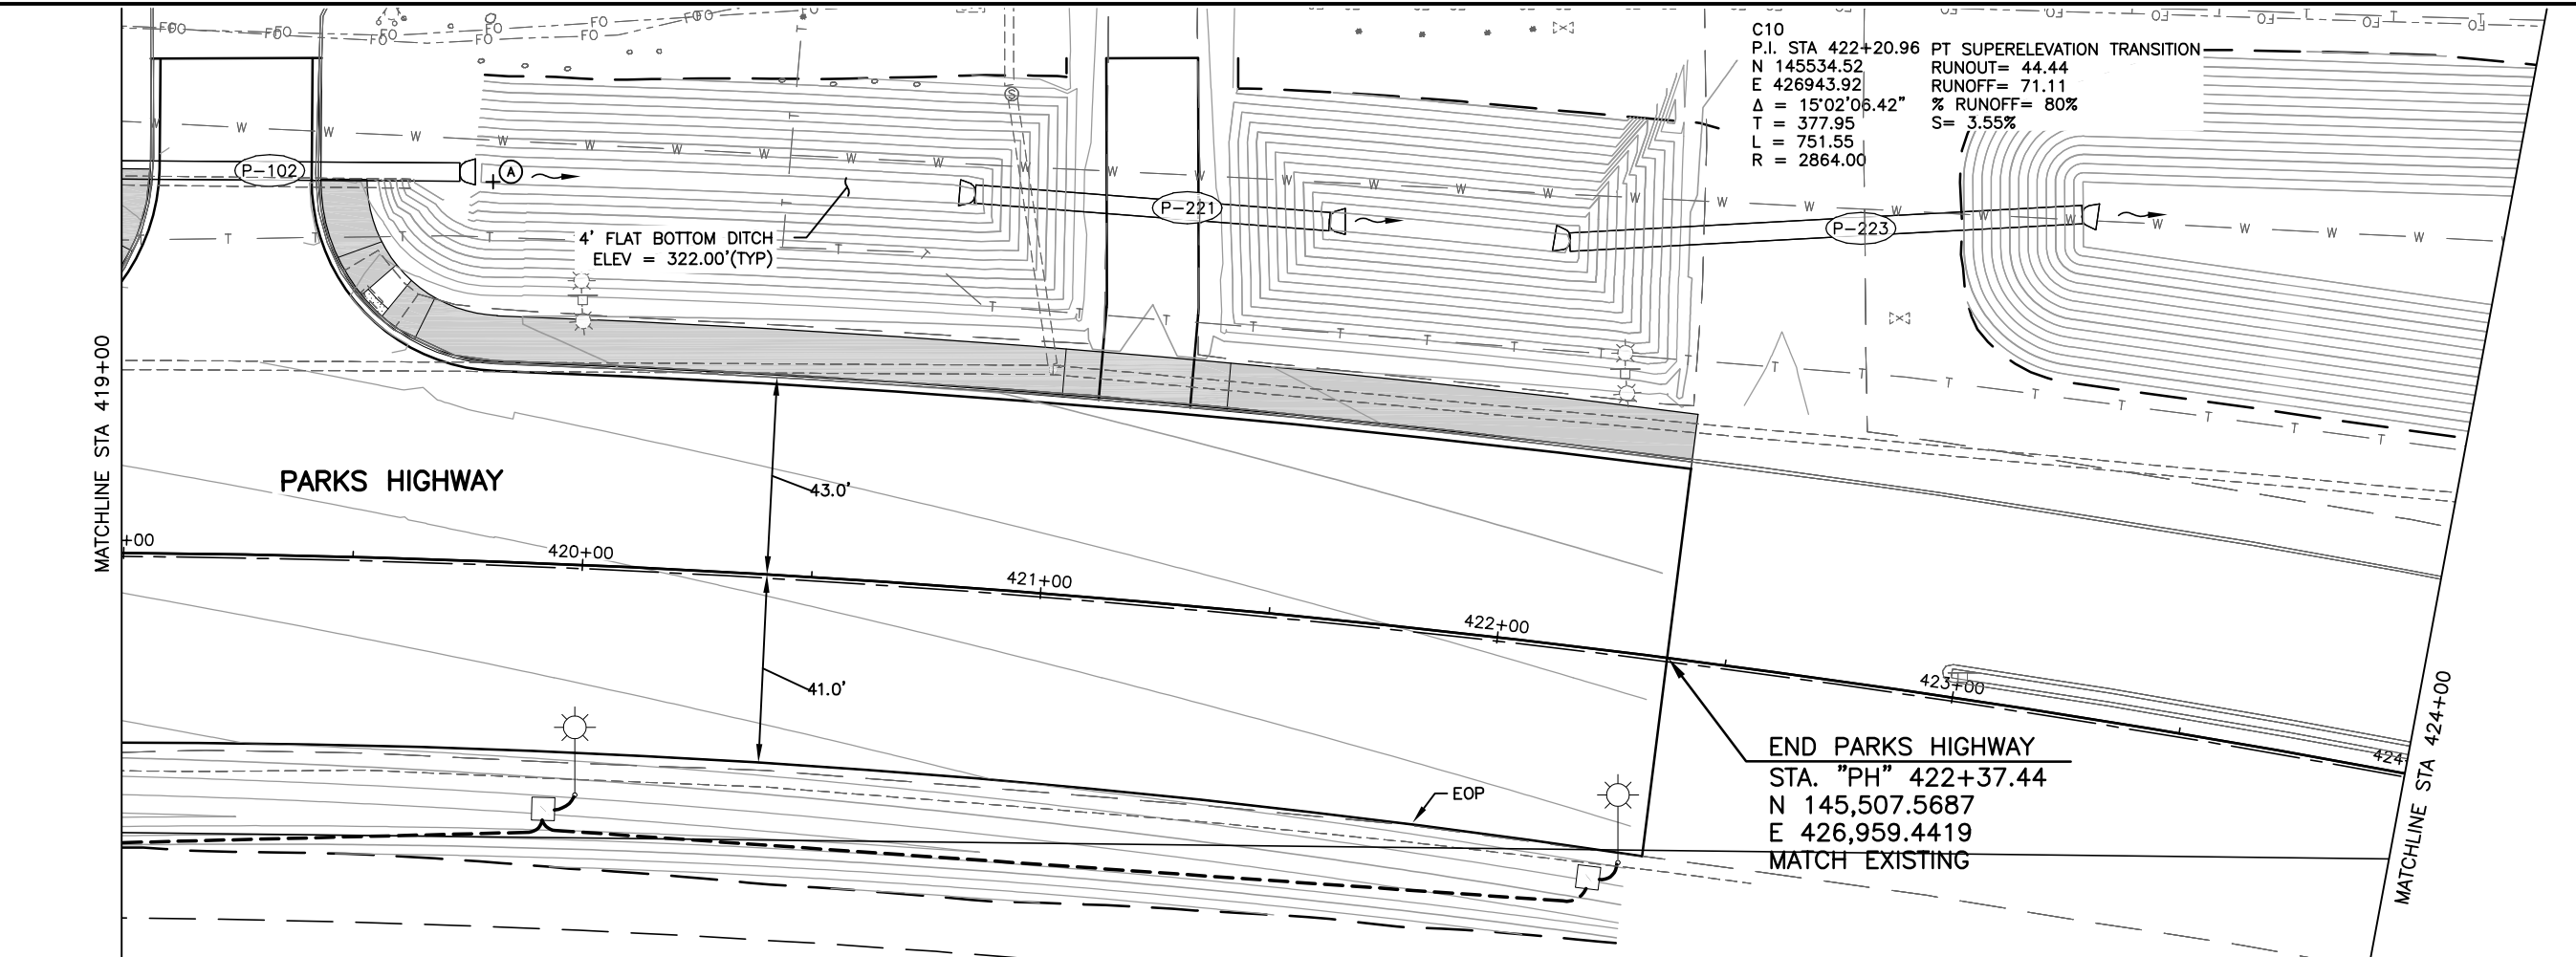 C10
P.I. STA 422+20.96
N 145534.52
E 426943.92
Δ = 15°02'06.42"
T = 377.95
L = 751.55
R = 2864.00
PT SUPERELEVATION TRANSITION
RUNOUT= 44.44
RUNOFF= 71.11
% RUNOFF= 80%
S= 3.55%
P-102
A
P-221
P-223
S
4' FLAT BOTTOM DITCH
ELEV = 322.00'(TYP)
MATCHLINE STA 419+00
PARKS HIGHWAY
43.0'
+00
420+00
421+00
422+00
423+00
424
41.0'
EOP
END PARKS HIGHWAY
STA. "PH" 422+37.44
N 145,507.5687
E 426,959.4419
MATCH EXISTING
MATCHLINE STA 424+00